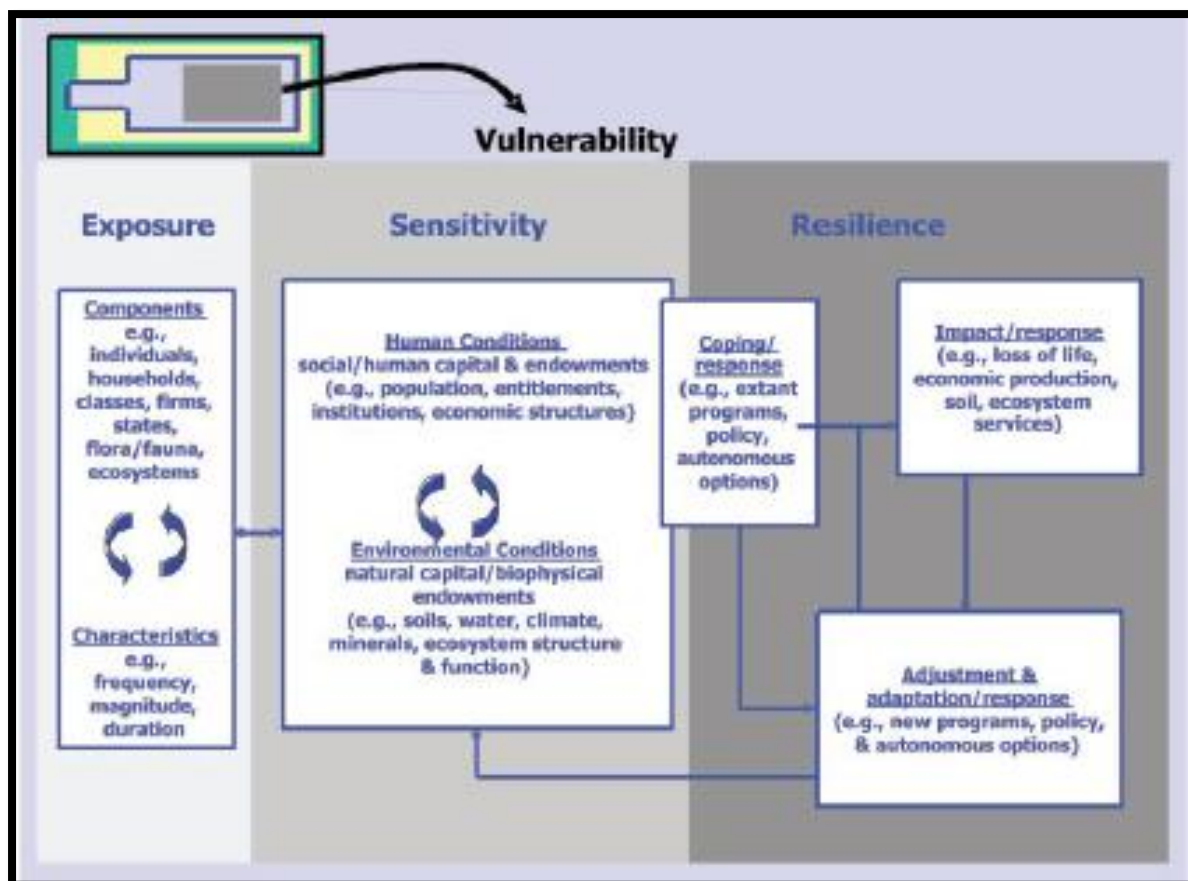 Vulnerability
Exposure
Sensitivity
Resilience
Components
e.g.,
individuals,
households,
classes, firms,
states,
flora/fauna,
ecosystems
Characteristics
e.g.,
frequency,
magnitude,
duration
Human Conditions
social/human capital & endowments
(e.g., population, entitlements,
institutions, economic structures)
Environmental Conditions
natural capital/biophysical
endowments
(e.g., soils, water, climate,
minerals, ecosystem structure
& function)
Coping/
response
(e.g., extant
programs,
policy,
autonomous
options)
Impact/response
(e.g., loss of life,
economic production,
soil, ecosystem
services)
Adjustment &
adaptation/response
(e.g., new programs, policy,
& autonomous options)